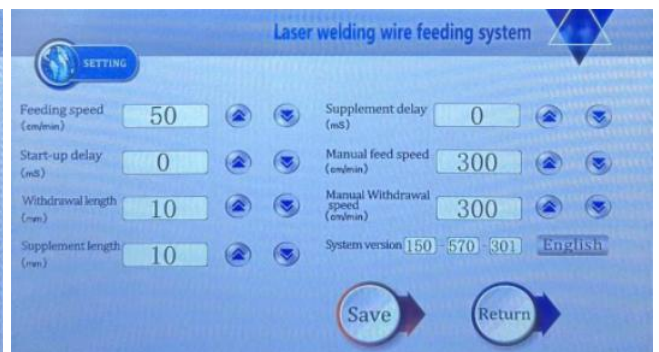 Laser welding wire feeding system
SETTING
Feeding speed
(cm/min)
50
Supplement delay
(mS)
0
Start-up delay
(mS)
0
Manual feed speed
(cm/min)
300
Withdrawal length
(mm)
10
Manual Withdrawal
speed
(cm/min)
300
Supplement length
(mm)
10
System version 150 - 570 - 301 English
Save
Return